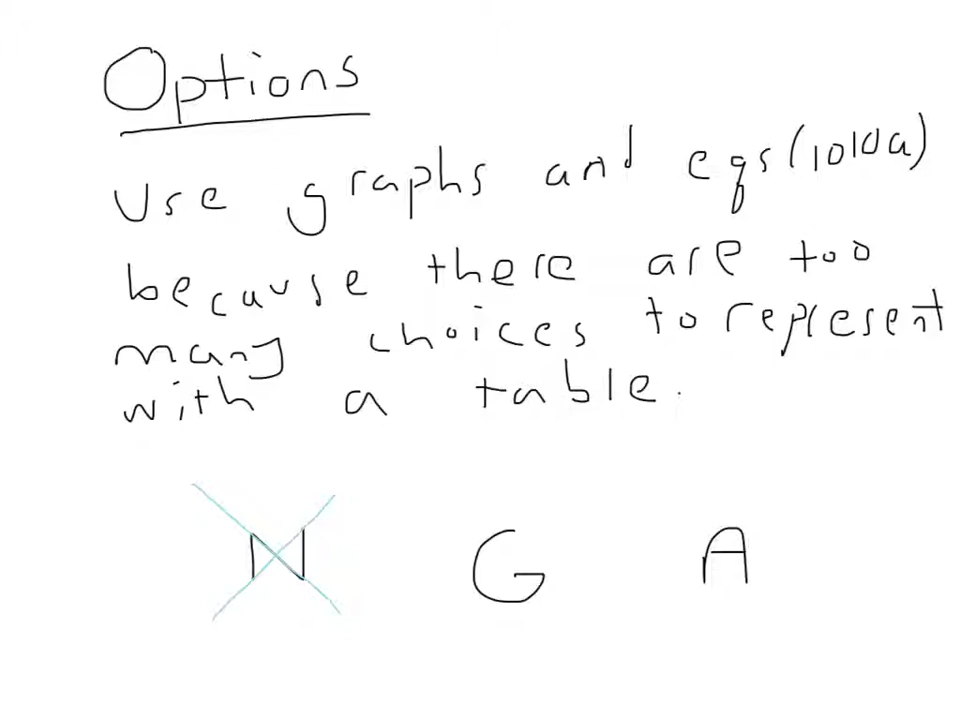 Options
Use graphs and eqs (1010a)
because there are too
many choices to represent
with a table.
N G A